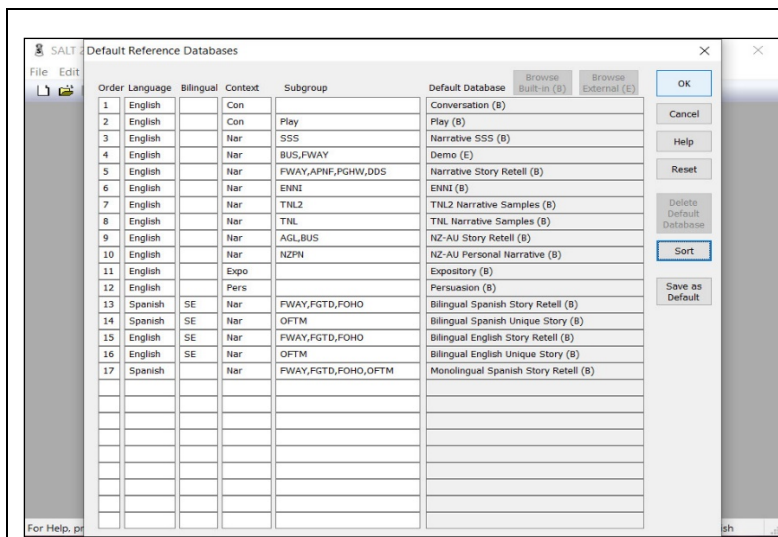 SALT
Default Reference Databases
File Edit
Order Language Bilingual Context Subgroup Default Database Browse Built-in (B) Browse External (E)
1 English Con Conversation (B)
2 English Con Play Play (B)
3 English Nar SSS Narrative SSS (B)
4 English Nar BUS,FWAY Demo (E)
5 English Nar FWAY,APNF,PGHW,DDS Narrative Story Retell (B)
6 English Nar ENNI ENNI (B)
7 English Nar TNL2 TNL2 Narrative Samples (B)
8 English Nar TNL TNL Narrative Samples (B)
9 English Nar AGL,BUS NZ-AU Story Retell (B)
10 English Nar NZPN NZ-AU Personal Narrative (B)
11 English Expo Expository (B)
12 English Pers Persuasion (B)
13 Spanish SE Nar FWAY,FGTD,FOHO Bilingual Spanish Story Retell (B)
14 Spanish SE Nar OFTM Bilingual Spanish Unique Story (B)
15 English SE Nar FWAY,FGTD,FOHO Bilingual English Story Retell (B)
16 English SE Nar OFTM Bilingual English Unique Story (B)
17 Spanish Nar FWAY,FGTD,FOHO,OFTM Monolingual Spanish Story Retell (B)
OK
Cancel
Help
Reset
Delete
Default
Database
Sort
Save as
Default
For Help, pr
sh